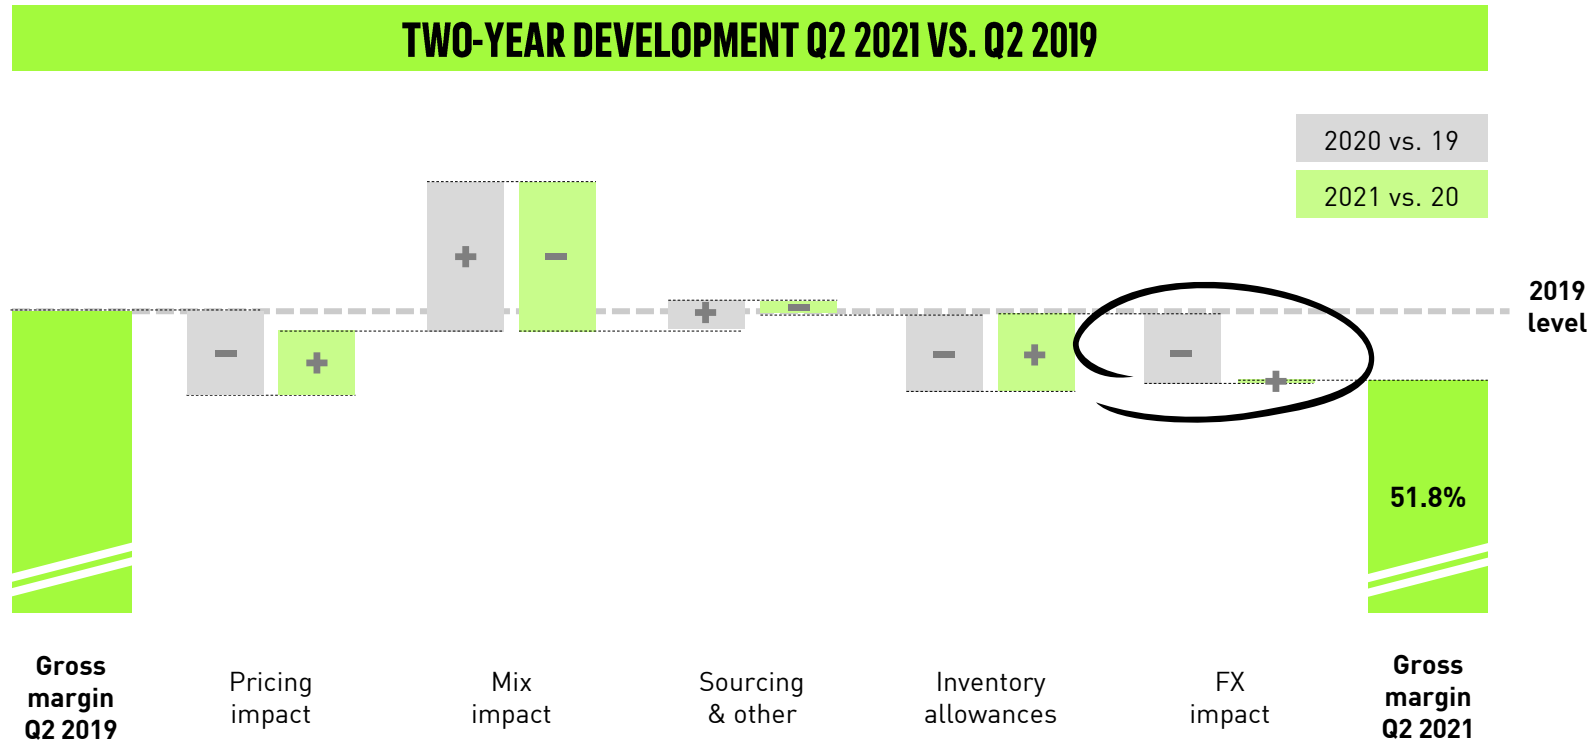 TWO-YEAR DEVELOPMENT Q2 2021 VS. Q2 2019
2020 vs. 19
2021 vs. 20
2019
level
+
−
−
+
+
−
−
+
−
+
51.8%
Gross
margin
Q2 2019
Pricing
impact
Mix
impact
Sourcing
& other
Inventory
allowances
FX
impact
Gross
margin
Q2 2021